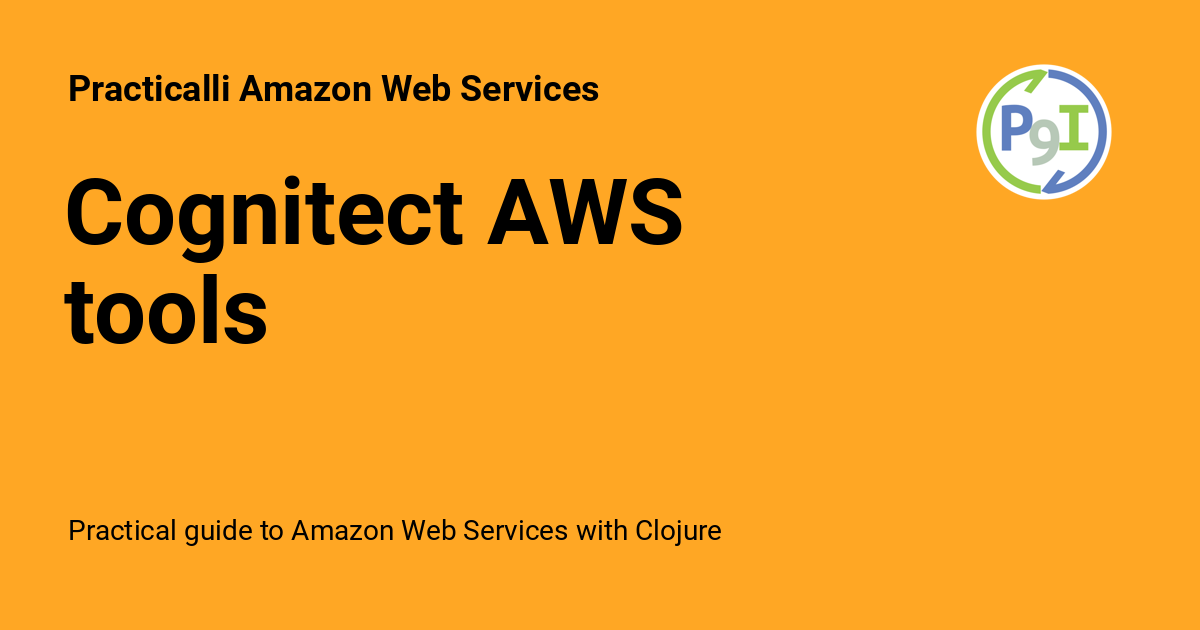 Practicalli Amazon Web Services
P9I
Cognitect AWS
tools
Practical guide to Amazon Web Services with Clojure